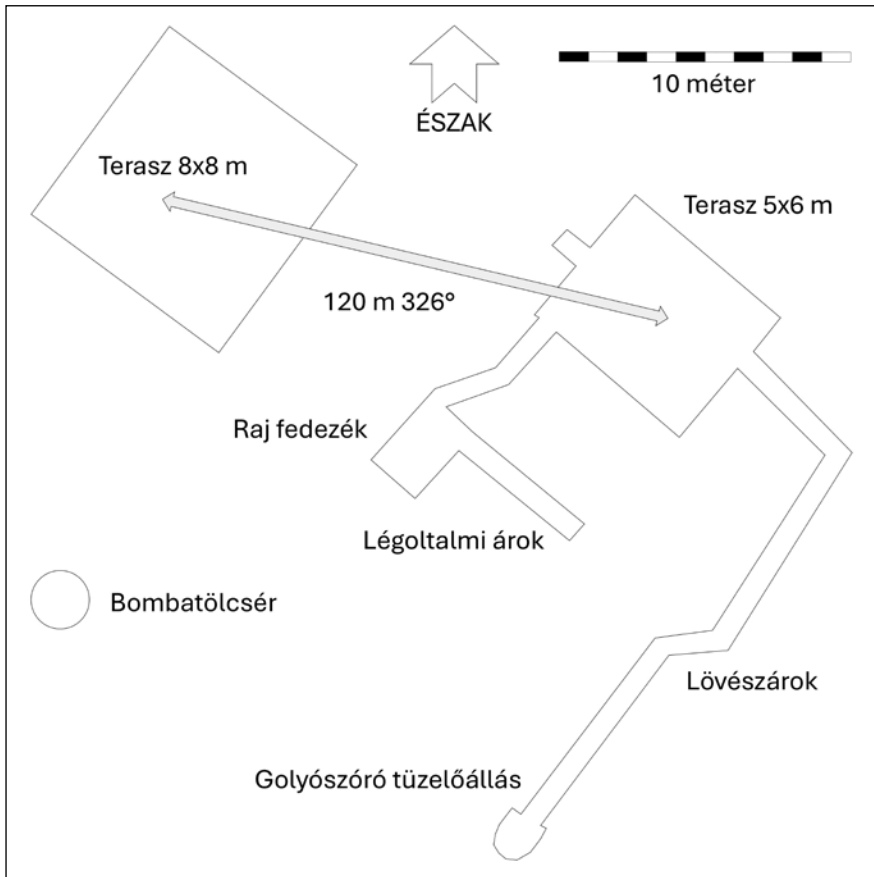 10 méter
ÉSZAK
Terasz 8x8 m
Terasz 5x6 m
120 m 326°
Raj fedezék
Légoltalmi árok
Bombatölcsér
Lövészárok
Golyószóró tüzelőállás